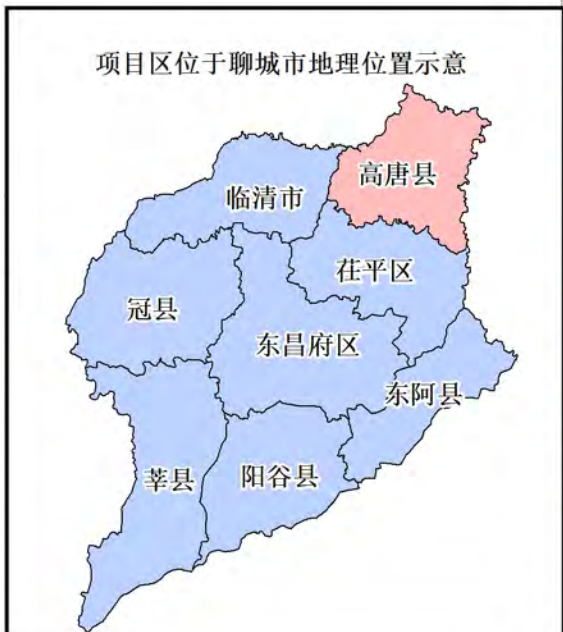 项目区位于聊城市地理位置示意
高唐县
临清市
茌平区
冠县
东昌府区
东阿县
莘县
阳谷县